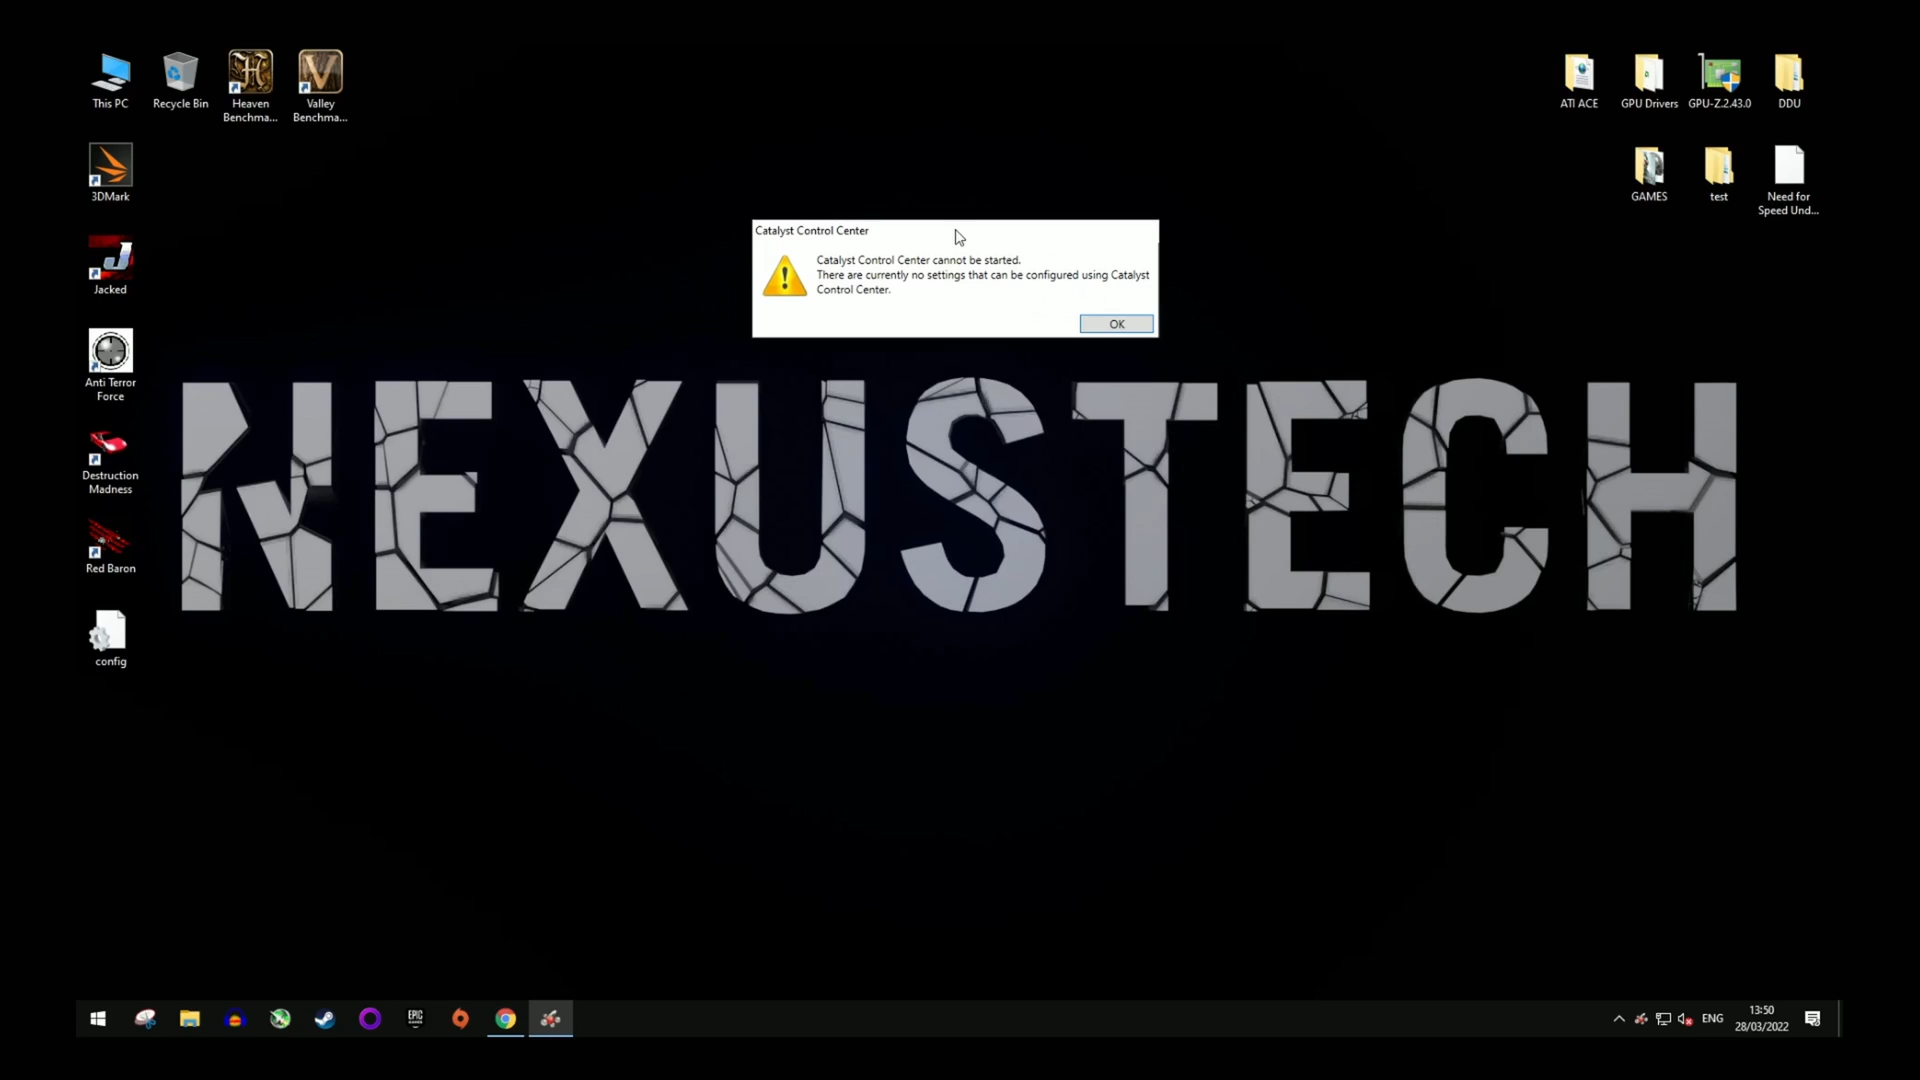 This PC
Recycle Bin
Heaven
Benchma...
Valley
Benchma...
ATI ACE
GPU Drivers
GPU-Z.2.43.0
DDU
3DMark
GAMES
test
Need for
Speed Und...
Catalyst Control Center
Catalyst Control Center cannot be started.
There are currently no settings that can be configured using Catalyst
Control Center.
OK
J
Jacked
Anti Terror
Force
Destruction
Madness
Red Baron
config
NEXUSTECH
EPIC
GAMES
ENG
13:50
28/03/2022